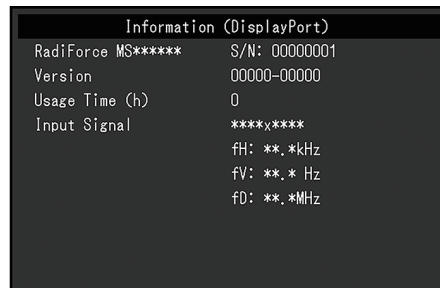 Information (DisplayPort)
RadiForce MS****** S/N: 00000001
Version 00000-00000
Usage Time (h) 0
Input Signal ****x****
fH: **.*kHz
fV: **.* Hz
fD: **.*MHz